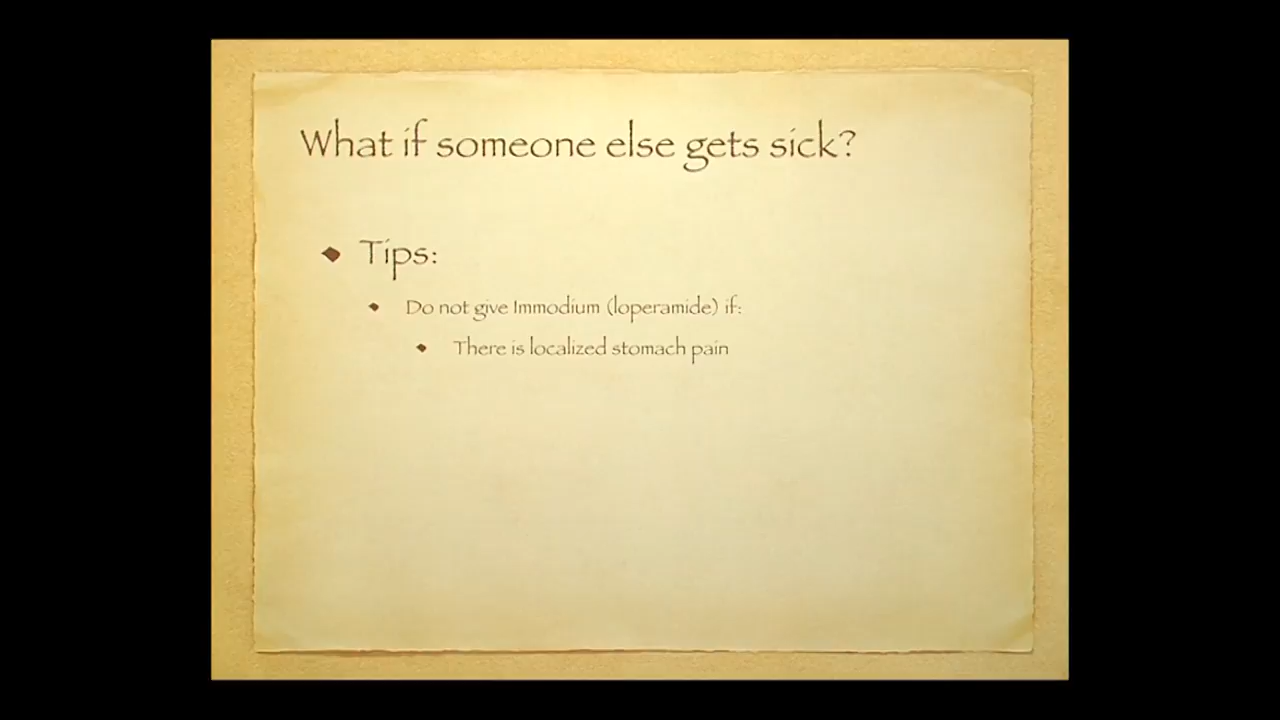 What if someone else gets sick?
Tips:
Do not give Immodium (loperamide) if:
There is localized stomach pain